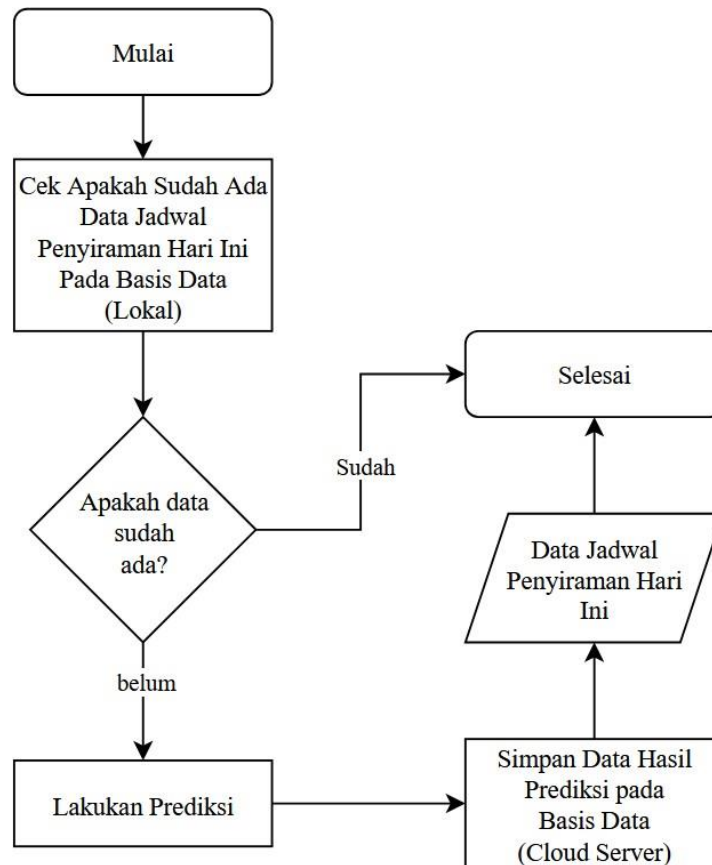 Mulai
Cek Apakah Sudah Ada
Data Jadwal
Penyiraman Hari Ini
Pada Basis Data
(Lokal)
Apakah data
sudah
ada?
Sudah
belum
Lakukan Prediksi
Simpan Data Hasil
Prediksi pada
Basis Data
(Cloud Server)
Data Jadwal
Penyiraman Hari
Ini
Selesai